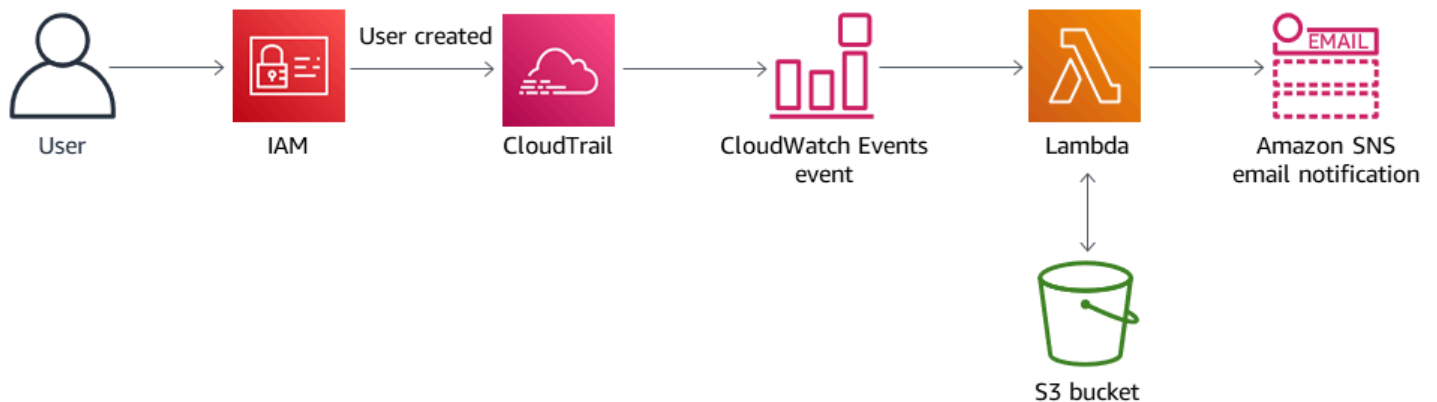 User created
EMAIL
User
IAM
CloudTrail
CloudWatch Events
event
Lambda
Amazon SNS
email notification
S3 bucket